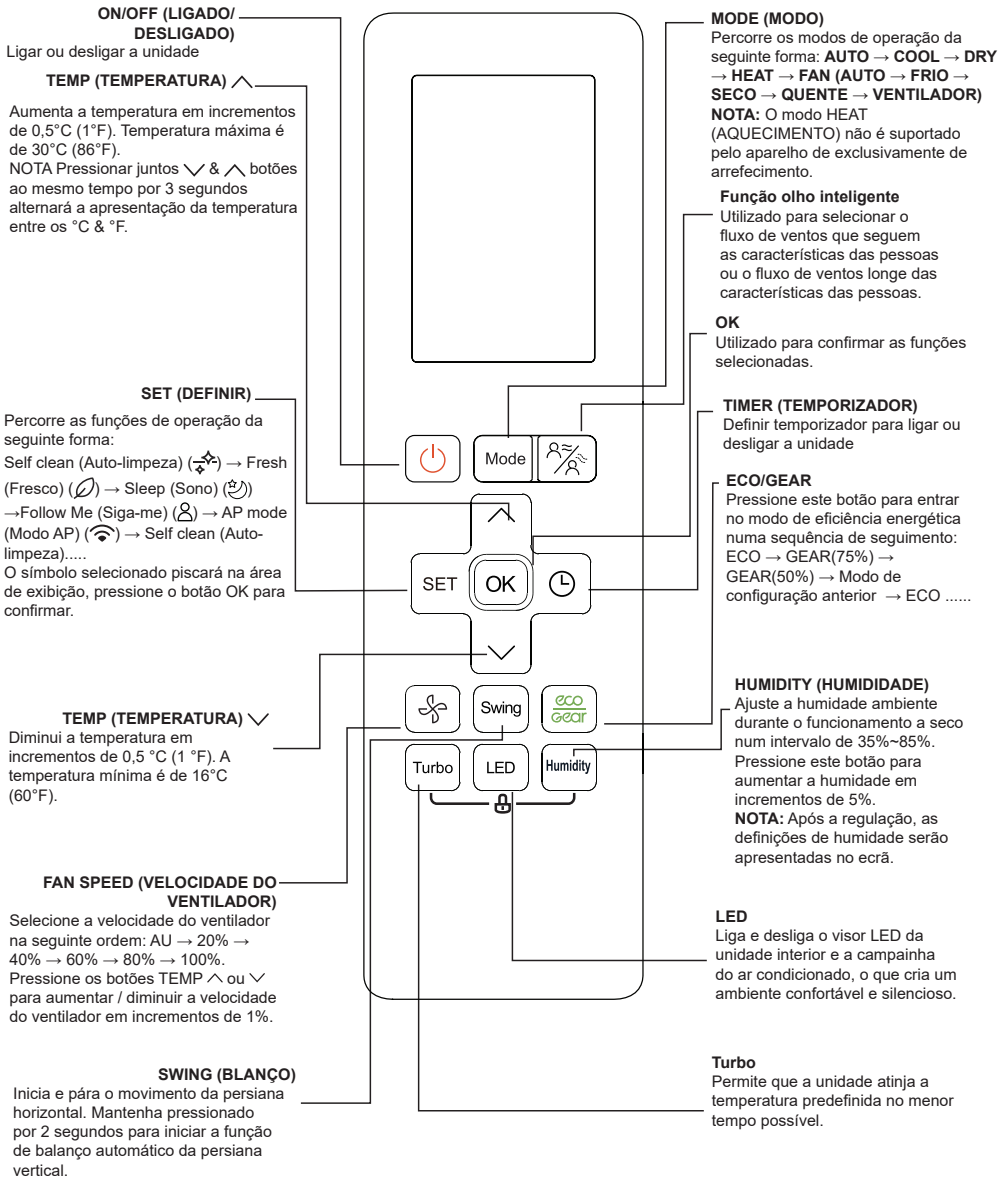 ON/OFF (LIGADO/
DESLIGADO)
Ligar ou desligar a unidade
TEMP (TEMPERATURA) ︿
Aumenta a temperatura em incrementos
de 0,5°C (1°F). Temperatura máxima é
de 30°C (86°F).
NOTA Pressionar juntos ﹀ & ︿ botões
ao mesmo tempo por 3 segundos
alternará a apresentação da temperatura
entre os °C & °F.
SET (DEFINIR)
Percorre as funções de operação da
seguinte forma:
Self clean (Auto-limpeza) ( ) → Fresh
(Fresco) ( ) → Sleep (Sono) ( )
→Follow Me (Siga-me) ( ) → AP mode
(Modo AP) ( ) → Self clean (Auto-
limpeza).....
O símbolo selecionado piscará na área
de exibição, pressione o botão OK para
confirmar.
TEMP (TEMPERATURA) ﹀
Diminui a temperatura em
incrementos de 0,5 °C (1 °F). A
temperatura mínima é de 16°C
(60°F).
FAN SPEED (VELOCIDADE DO
VENTILADOR)
Selecione a velocidade do ventilador
na seguinte ordem: AU → 20% →
40% → 60% → 80% → 100%.
Pressione os botões TEMP ︿ ou ﹀
para aumentar / diminuir a velocidade
do ventilador em incrementos de 1%.
SWING (BLANÇO)
Inicia e pára o movimento da persiana
horizontal. Mantenha pressionado
por 2 segundos para iniciar a função
de balanço automático da persiana
vertical.
Mode
SET
OK
Swing
eco
Gear
Turbo
LED
Humidity
MODE (MODO)
Percorre os modos de operação da
seguinte forma: AUTO → COOL → DRY
→ HEAT → FAN (AUTO → FRIO →
SECO → QUENTE → VENTILADOR)
NOTA: O modo HEAT
(AQUECIMENTO) não é suportado
pelo aparelho de exclusivamente de
arrefecimento.
Função olho inteligente
Utilizado para selecionar o
fluxo de ventos que seguem
as características das pessoas
ou o fluxo de ventos longe das
características das pessoas.
OK
Utilizado para confirmar as funções
selecionadas.
TIMER (TEMPORIZADOR)
Definir temporizador para ligar ou
desligar a unidade
ECO/GEAR
Pressione este botão para entrar
no modo de eficiência energética
numa sequência de seguimento:
ECO → GEAR(75%) →
GEAR(50%) → Modo de
configuração anterior → ECO ......
HUMIDITY (HUMIDIDADE)
Ajuste a humidade ambiente
durante o funcionamento a seco
num intervalo de 35%~85%.
Pressione este botão para
aumentar a humidade em
incrementos de 5%.
NOTA: Após a regulação, as
definições de humidade serão
apresentadas no ecrã.
LED
Liga e desliga o visor LED da
unidade interior e a campainha
do ar condicionado, o que cria um
ambiente confortável e silencioso.
Turbo
Permite que a unidade atinja a
temperatura predefinida no menor
tempo possível.